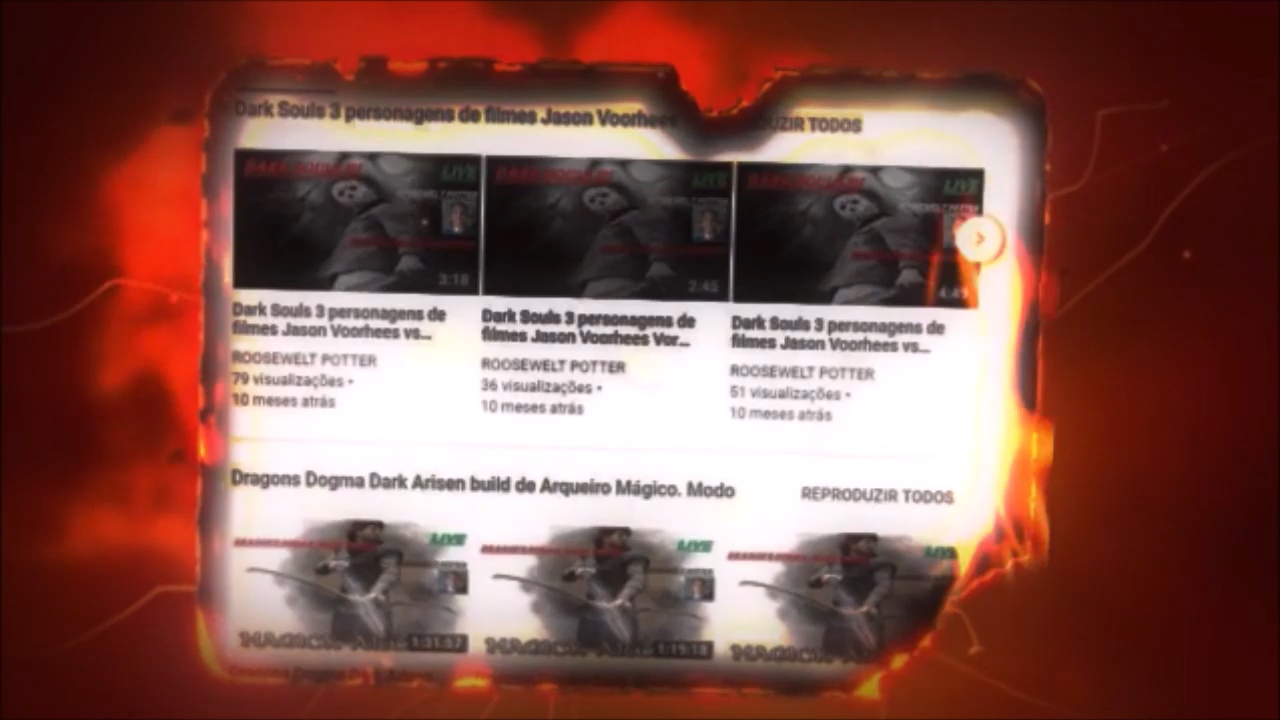 Dark Souls 3 personagens de filmes Jason Voorhees
UZIR TODOS
LIVE
LIVE
LIVE
3:18
2:45
Dark Souls 3 personagens de
filmes Jason Voorhees vs...
ROOSEWELT POTTER
79 visualizações •
10 meses atrás
Dark Souls 3 personagens de
filmes Jason Voorhees Vor...
ROOSEWELT POTTER
36 visualizações •
10 meses atrás
Dark Souls 3 personagens de
filmes Jason Voorhees vs...
ROOSEWELT POTTER
51 visualizações •
10 meses atrás
Dragons Dogma Dark Arisen build de Arqueiro Mágico. Modo
REPRODUZIR TODOS
LIVE
LIVE
LIVE
1:31:57
1:19:18